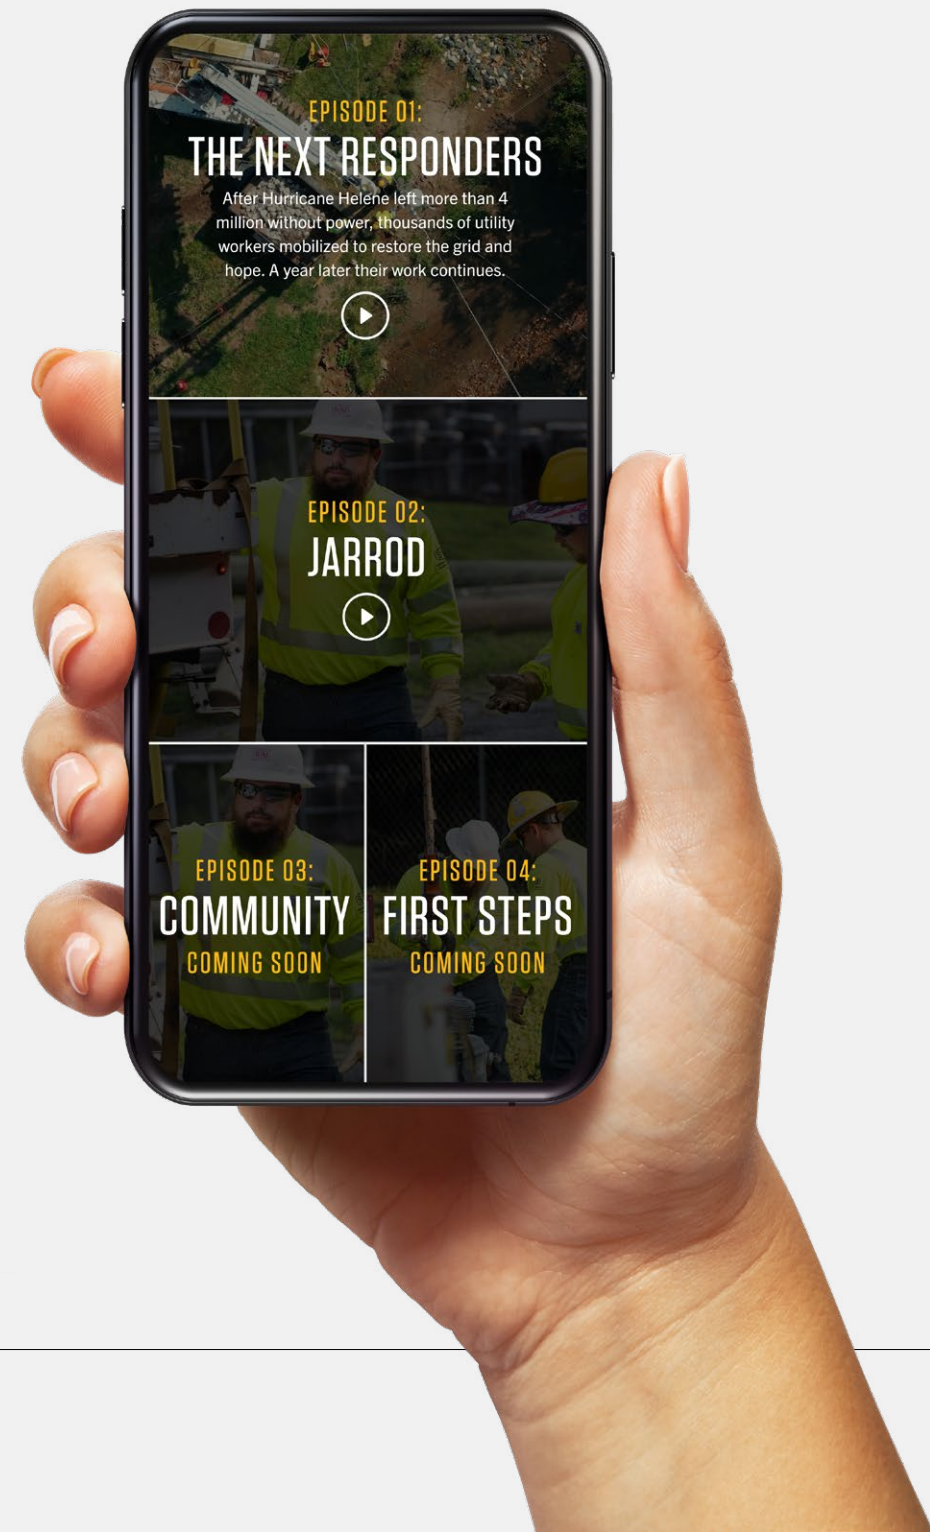 EPISODE 01:
THE NEXT RESPONDERS
After Hurricane Helene left more than 4
million without power, thousands of utility
workers mobilized to restore the grid and
hope. A year later their work continues.
EPISODE 02:
JARROD
EPISODE 03:
COMMUNITY
COMING SOON
EPISODE 04:
FIRST STEPS
COMING SOON